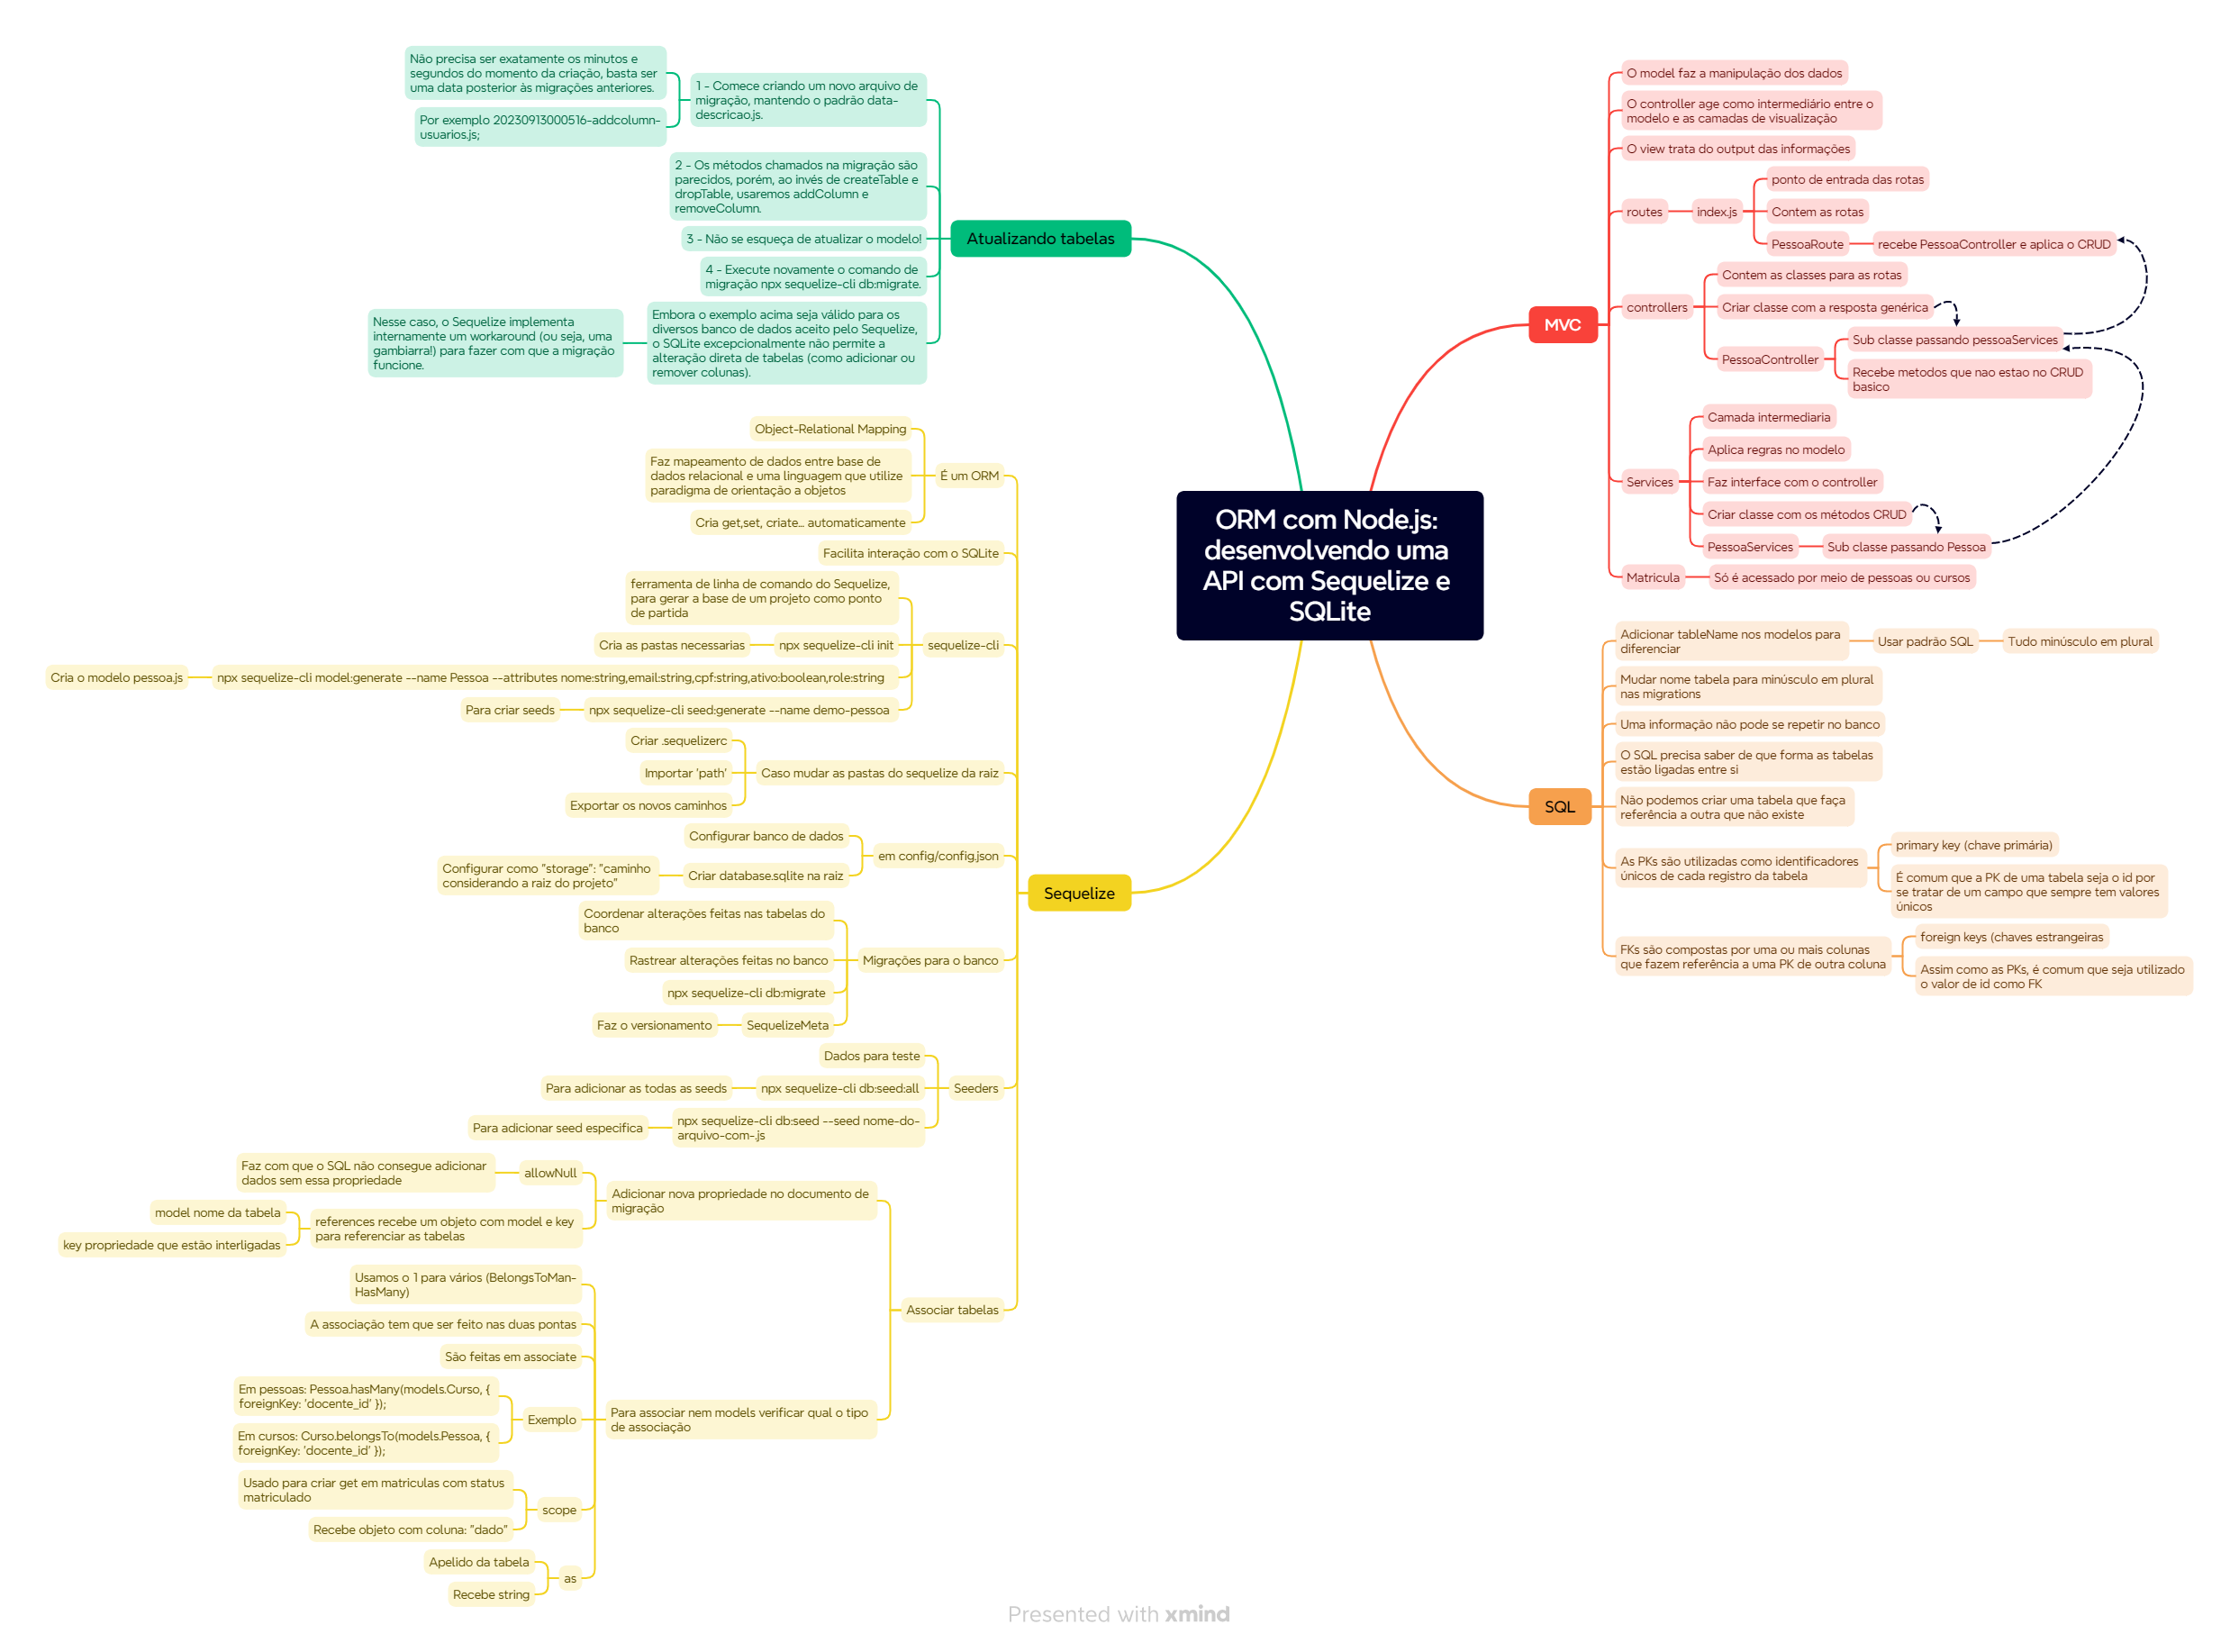 ORM com Node.js:
desenvolvendo uma
API com Sequelize e
SQLite
MVC
O model faz a manipulação dos dados
O controller age como intermediário entre o
modelo e as camadas de visualização
O view trata do output das informações
routes
index.js
ponto de entrada das rotas
Contem as rotas
PessoaRoute
recebe PessoaController e aplica o CRUD
controllers
Contem as classes para as rotas
Criar classe com a resposta genérica
PessoaController
Sub classe passando pessoaServices
Recebe metodos que nao estao no CRUD
basico
Services
Camada intermediaria
Aplica regras no modelo
Faz interface com o controller
Criar classe com os métodos CRUD
PessoaServices
Sub classe passando Pessoa
Matricula
Só é acessado por meio de pessoas ou cursos
SQL
Adicionar tableName nos modelos para
diferenciar
Usar padrão SQL
Tudo minúsculo em plural
Mudar nome tabela para minúsculo em plural
nas migrations
Uma informação não pode se repetir no banco
O SQL precisa saber de que forma as tabelas
estão ligadas entre si
Não podemos criar uma tabela que faça
referência a outra que não existe
As PKs são utilizadas como identificadores
únicos de cada registro da tabela
primary key (chave primária)
É comum que a PK de uma tabela seja o id por
se tratar de um campo que sempre tem valores
únicos
FKs são compostas por uma ou mais colunas
que fazem referência a uma PK de outra coluna
foreign keys (chaves estrangeiras
Assim como as PKs, é comum que seja utilizado
o valor de id como FK
Atualizando tabelas
1 - Comece criando um novo arquivo de
migração, mantendo o padrão data-
descricao.js.
Não precisa ser exatamente os minutos e
segundos do momento da criação, basta ser
uma data posterior às migrações anteriores.
Por exemplo 20230913000516-addcolumn-
usuarios.js;
2 - Os métodos chamados na migração são
parecidos, porém, ao invés de createTable e
dropTable, usaremos addColumn e
removeColumn.
3 - Não se esqueça de atualizar o modelo!
4 - Execute novamente o comando de
migração npx sequelize-cli db:migrate.
Embora o exemplo acima seja válido para os
diversos banco de dados aceito pelo Sequelize,
o SQLite excepcionalmente não permite a
alteração direta de tabelas (como adicionar ou
remover colunas).
Nesse caso, o Sequelize implementa
internamente um workaround (ou seja, uma
gambiarra!) para fazer com que a migração
funcione.
Sequelize
É um ORM
Object-Relational Mapping
Faz mapeamento de dados entre base de
dados relacional e uma linguagem que utilize
paradigma de orientação a objetos
Cria get,set, criate... automaticamente
Facilita interação com o SQLite
sequelize-cli
ferramenta de linha de comando do Sequelize,
para gerar a base de um projeto como ponto
de partida
npx sequelize-cli init
Cria as pastas necessarias
npx sequelize-cli model:generate --name Pessoa --attributes nome:string,email:string,cpf:string,ativo:boolean,role:string
Cria o modelo pessoa.js
npx sequelize-cli seed:generate --name demo-pessoa
Para criar seeds
Caso mudar as pastas do sequelize da raiz
Criar .sequelizerc
Importar 'path'
Exportar os novos caminhos
em config/config.json
Configurar banco de dados
Criar database.sqlite na raiz
Configurar como "storage": "caminho
considerando a raiz do projeto"
Migrações para o banco
Coordenar alterações feitas nas tabelas do
banco
Rastrear alterações feitas no banco
npx sequelize-cli db:migrate
SequelizeMeta
Faz o versionamento
Seeders
Dados para teste
npx sequelize-cli db:seed:all
Para adicionar as todas as seeds
npx sequelize-cli db:seed --seed nome-do-
arquivo-com-.js
Para adicionar seed especifica
Associar tabelas
Adicionar nova propriedade no documento de
migração
allowNull
Faz com que o SQL não consegue adicionar
dados sem essa propriedade
references recebe um objeto com model e key
para referenciar as tabelas
model nome da tabela
key propriedade que estão interligadas
Para associar nem models verificar qual o tipo
de associação
Usamos o 1 para vários (BelongsToMan-
HasMany)
A associação tem que ser feito nas duas pontas
São feitas em associate
Exemplo
Em pessoas: Pessoa.hasMany(models.Curso, {
foreignKey: 'docente_id' });
Em cursos: Curso.belongsTo(models.Pessoa, {
foreignKey: 'docente_id' });
scope
Usado para criar get em matriculas com status
matriculado
Recebe objeto com coluna: "dado"
as
Apelido da tabela
Recebe string
Presented with xmind